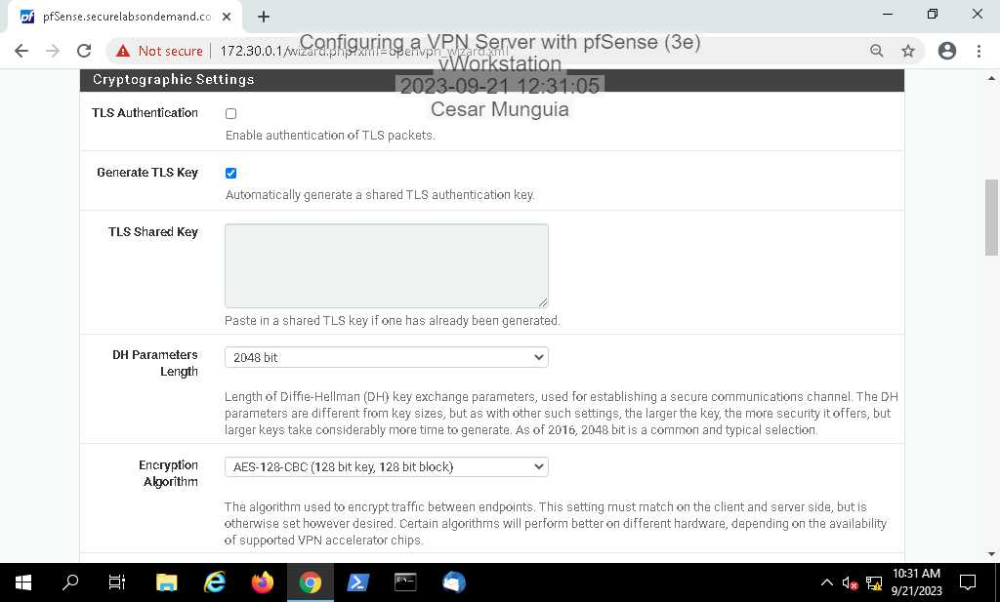 pfSense.securelabsondemand.co
Not secure
172.30.0.1/wizard.php?xml=openvpn_wizard.xml
Configuring a VPN Server with pfSense (3e)
vWorkstation
2023-09-21 12:31:05
Cesar Munguia
Cryptographic Settings
TLS Authentication
Enable authentication of TLS packets.
Generate TLS Key
Automatically generate a shared TLS authentication key.
TLS Shared Key
Paste in a shared TLS key if one has already been generated.
DH Parameters
Length
2048 bit
Length of Diffie-Hellman (DH) key exchange parameters, used for establishing a secure communications channel. The DH
parameters are different from key sizes, but as with other such settings, the larger the key, the more security it offers, but
larger keys take considerably more time to generate. As of 2016, 2048 bit is a common and typical selection.
Encryption
Algorithm
AES-128-CBC (128 bit key, 128 bit block)
The algorithm used to encrypt traffic between endpoints. This setting must match on the client and server side, but is
otherwise set however desired. Certain algorithms will perform better on different hardware, depending on the availability
of supported VPN accelerator chips.
10:31 AM
9/21/2023